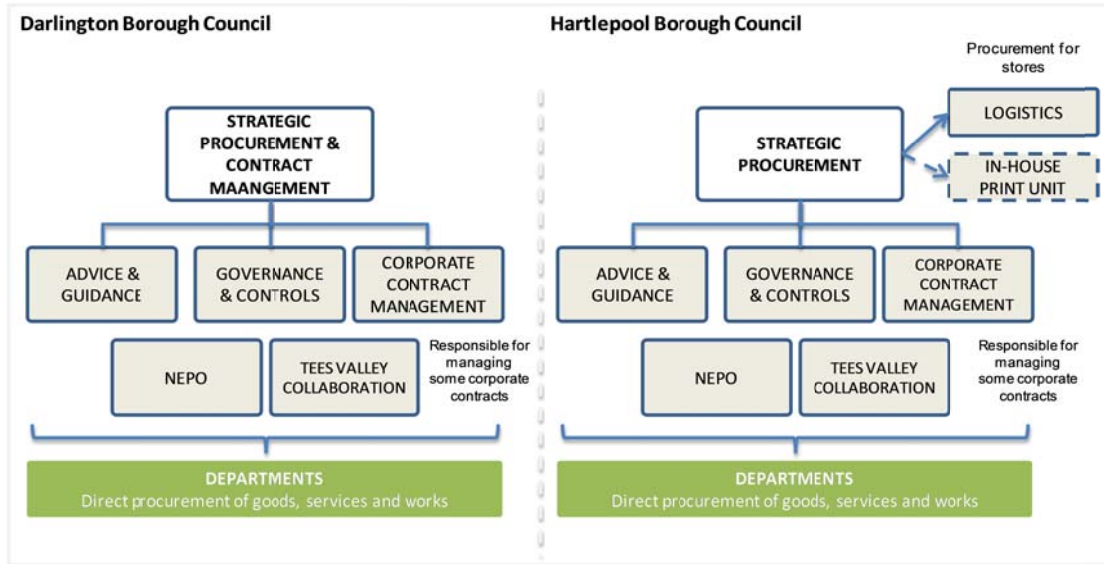 Darlington Borough Council
STRATEGIC
PROCUREMENT &
CONTRACT
MAANGEMENT
ADVICE &
GUIDANCE
GOVERNANCE
& CONTROLS
CORPORATE
CONTRACT
MANAGEMENT
NEPO
TEES VALLEY
COLLABORATION
Responsible for
managing
some corporate
contracts
DEPARTMENTS
Direct procurement of goods, services and works
Hartlepool Borough Council
Procurement for
stores
STRATEGIC
PROCUREMENT
LOGISTICS
IN-HOUSE
PRINT UNIT
ADVICE &
GUIDANCE
GOVERNANCE
& CONTROLS
CORPORATE
CONTRACT
MANAGEMENT
NEPO
TEES VALLEY
COLLABORATION
Responsible for
managing
some corporate
contracts
DEPARTMENTS
Direct procurement of goods, services and works